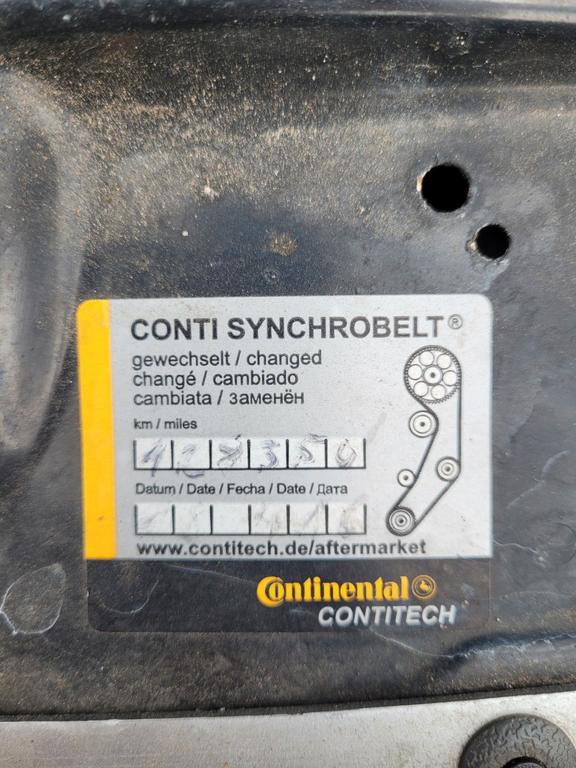 CONTI SYNCHROBELT®
gewechselt / changed
changé / cambiado
cambiata / заменён
km / miles
Datum / Date / Fecha / Date / Дата
www.contitech.de/aftermarket
Continental
CONTITECH